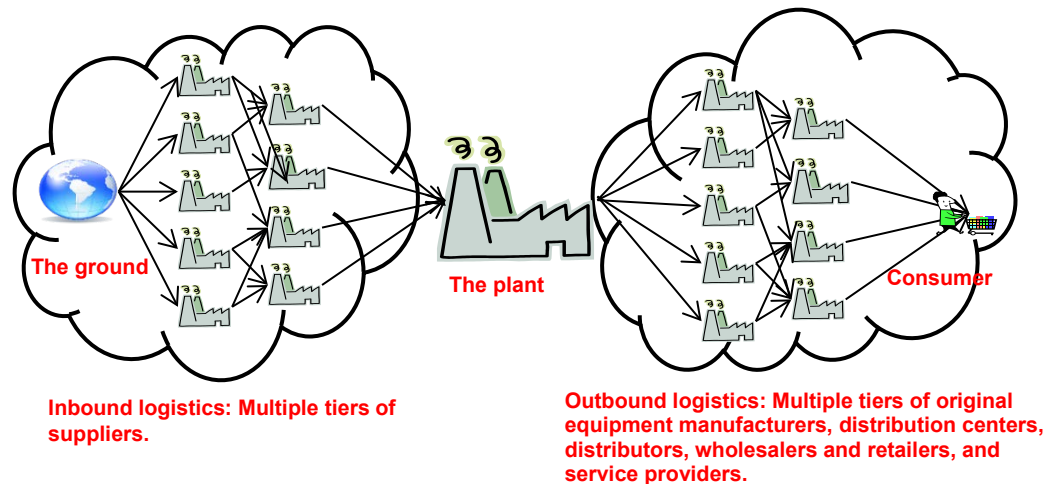 The ground
The plant
Consumer
Inbound logistics: Multiple tiers of
suppliers.
Outbound logistics: Multiple tiers of original
equipment manufacturers, distribution centers,
distributors, wholesalers and retailers, and
service providers.